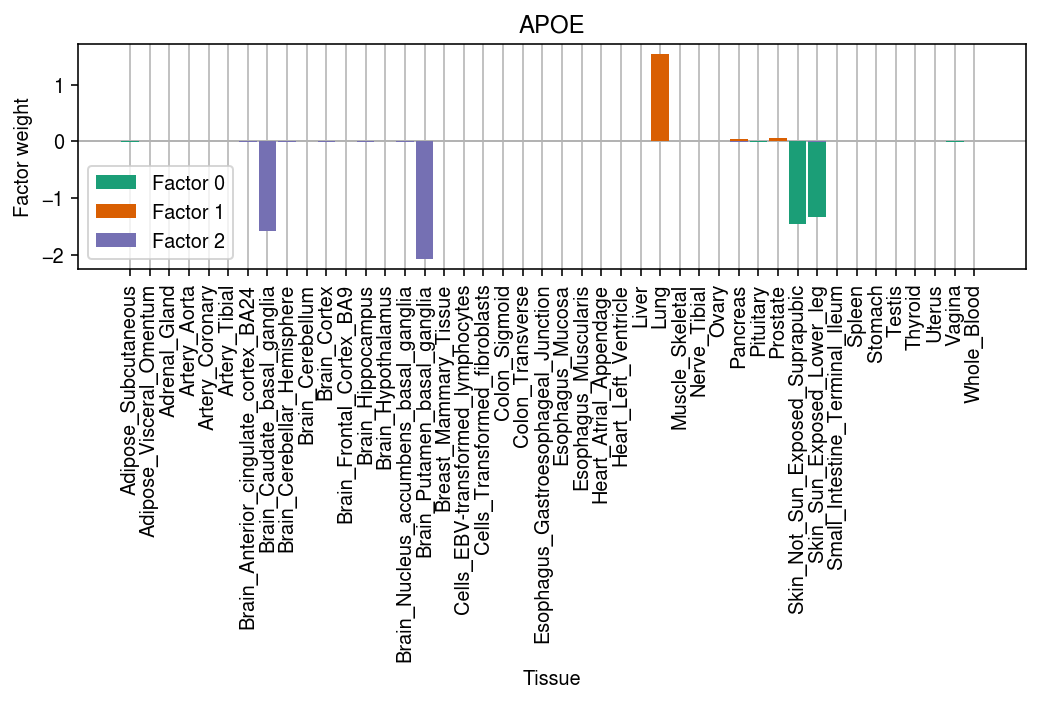 APOE
Factor weight
1
0
−1
−2
Factor 0
Factor 1
Factor 2
Adipose_Subcutaneous
Adipose_Visceral_Omentum
Adrenal_Gland
Artery_Aorta
Artery_Coronary
Artery_Tibial
Brain_Anterior_cingulate_cortex_BA24
Brain_Caudate_basal_ganglia
Brain_Cerebellar_Hemisphere
Brain_Cerebellum
Brain_Cortex
Brain_Frontal_Cortex_BA9
Brain_Hippocampus
Brain_Hypothalamus
Brain_Nucleus_accumbens_basal_ganglia
Brain_Putamen_basal_ganglia
Breast_Mammary_Tissue
Cells_EBV-transformed_lymphocytes
Cells_Transformed_fibroblasts
Colon_Sigmoid
Colon_Transverse
Esophagus_Gastroesophageal_Junction
Esophagus_Mucosa
Esophagus_Muscularis
Heart_Atrial_Appendage
Heart_Left_Ventricle
Liver
Lung
Muscle_Skeletal
Nerve_Tibial
Ovary
Pancreas
Pituitary
Prostate
Skin_Not_Sun_Exposed_Suprapubic
Skin_Sun_Exposed_Lower_leg
Small_Intestine_Terminal_Ileum
Spleen
Stomach
Testis
Thyroid
Uterus
Vagina
Whole_Blood
Tissue